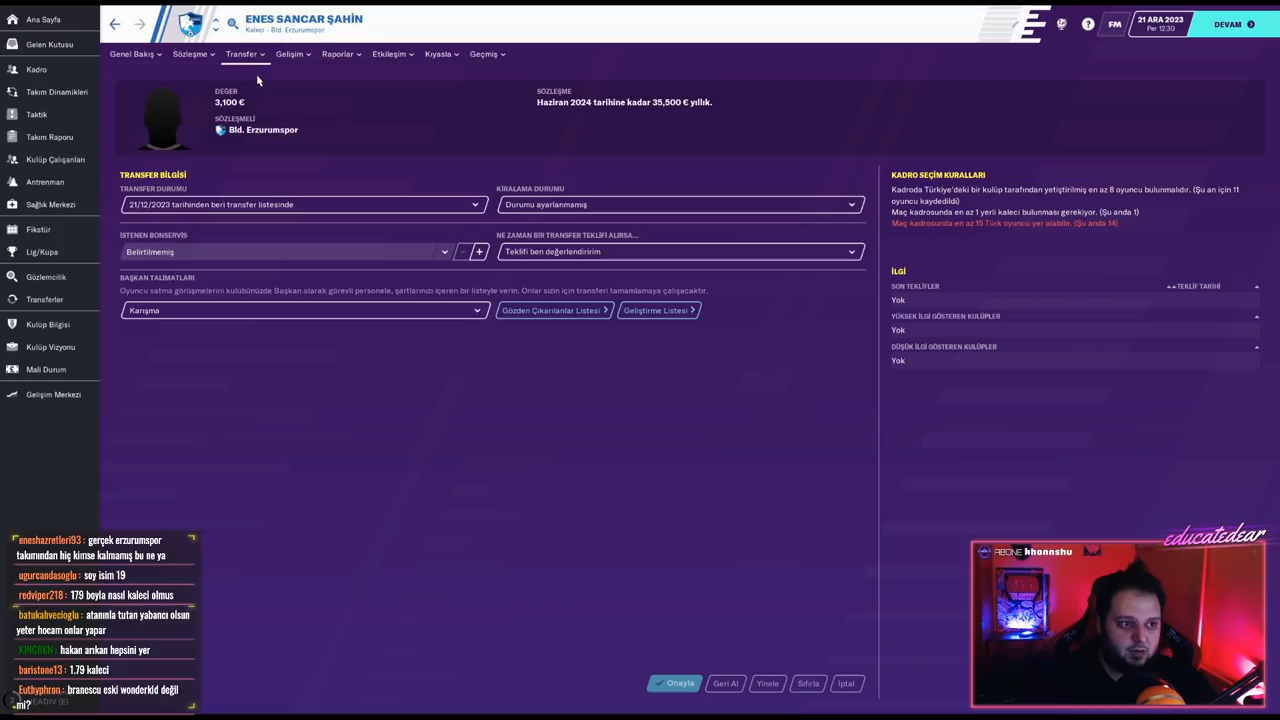 Ana Sayfa
Gelen Kutusu
Kadro
Takım Dinamikleri
Taktik
Takım Raporu
Kulüp Çalışanları
Antrenman
Sağlık Merkezi
Fikstür
Lig/Kupa
Gözlemcilik
Transferler
Kulüp Bilgisi
Kulüp Vizyonu
Mali Durum
Gelişim Merkezi
ENES SANCAR ŞAHİN
Kaleci - Bld. Erzurumspor
FM
21 ARA 2023
Per 12:30
DEVAM
Genel Bakış
Sözleşme
Transfer
Gelişim
Raporlar
Etkileşim
Kıyasla
Geçmiş
DEĞER
3,100 €
SÖZLEŞMELİ
Bld. Erzurumspor
SÖZLEŞME
Haziran 2024 tarihine kadar 35,500 € yıllık.
TRANSFER BİLGİSİ
TRANSFER DURUMU
21/12/2023 tarihinden beri transfer listesinde
KİRALAMA DURUMU
Durumu ayarlanmamış
İSTENEN BONSERVİS
Belirtilmemiş
NE ZAMAN BİR TRANSFER TEKLİFİ ALIRSA...
Teklifi ben değerlendiririm
BAŞKAN TALİMATLARI
Oyuncu satma görüşmelerini kulübünüzde Başkan olarak görevli personele, şartlarınızı içeren bir listeyle verin. Onlar sizin için transferi tamamlamaya çalışacaktır.
Karışma
Gözden Çıkarılanlar Listesi
Geliştirme Listesi
KADRO SEÇİM KURALLARI
Kadroda Türkiye'deki bir kulüp tarafından yetiştirilmiş en az 8 oyuncu bulunmalıdır. (Şu an için 11
oyuncu kaydedildi)
Maç kadrosunda en az 1 yerli kaleci bulunması gerekiyor. (Şu anda 1)
Maç kadrosunda en az 15 Türk oyuncu yer alabilir. (Şu anda 14)
İLGİ
SON TEKLİFLER
TEKLİF TARİHİ
Yok
YÜKSEK İLGİ GÖSTEREN KULÜPLER
Yok
DÜŞÜK İLGİ GÖSTEREN KULÜPLER
Yok
Onayla
Geri Al
Yinele
Sıfırla
İptal
eneshazretleri93 : gerçek erzurumspor
takımından hiç kimse kalmamış bu ne ya
ugurcandasoglu : soy isim 19
redviper218 : 179 boyla nasıl kaleci olmus
batukahvecioglu : atanınla tutan yabancı olsun
yeter hocam onlar yapar
KINGRKN : hakan arıkan hepsini yer
baristone13 : 1.79 kaleci
: bruma su eski wonderkid değil
mi?
educatedear
ABONE khonnshu